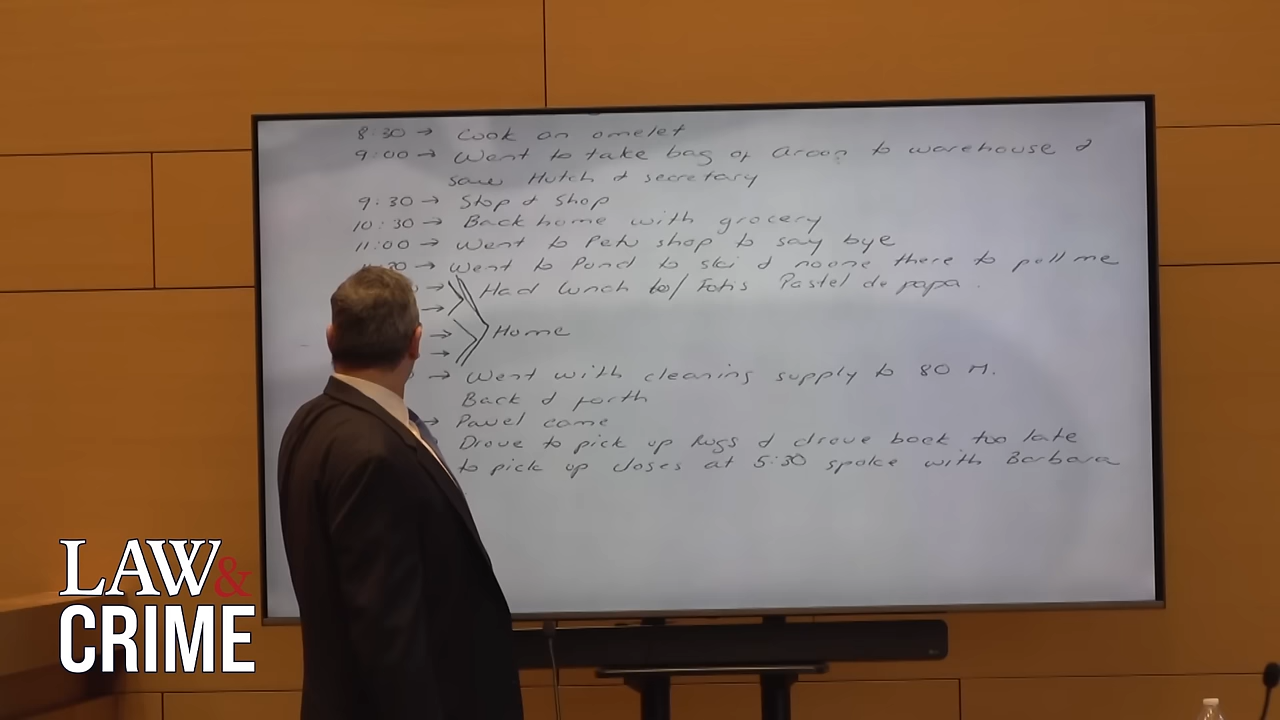 8:30 → Cook an omelet
9:00 → Went to take bag of Aroon to warehouse &
saw Hutch & secretary
9:30 → Stop & Shop
10:30 → Back home with grocery
11:00 → Went to Petu shop to say bye
→ Went to Pond to ski & noone there to pull me
→ Had lunch w/ Fotis Pastel de papa.
→
→ Home
→
→ Went with cleaning supply to 80 M.
Back & forth
→ Pawel came
Drove to pick up Rugs & drove back too late
to pick up closes at 5:30 spoke with Barbara
LAW&
CRIME